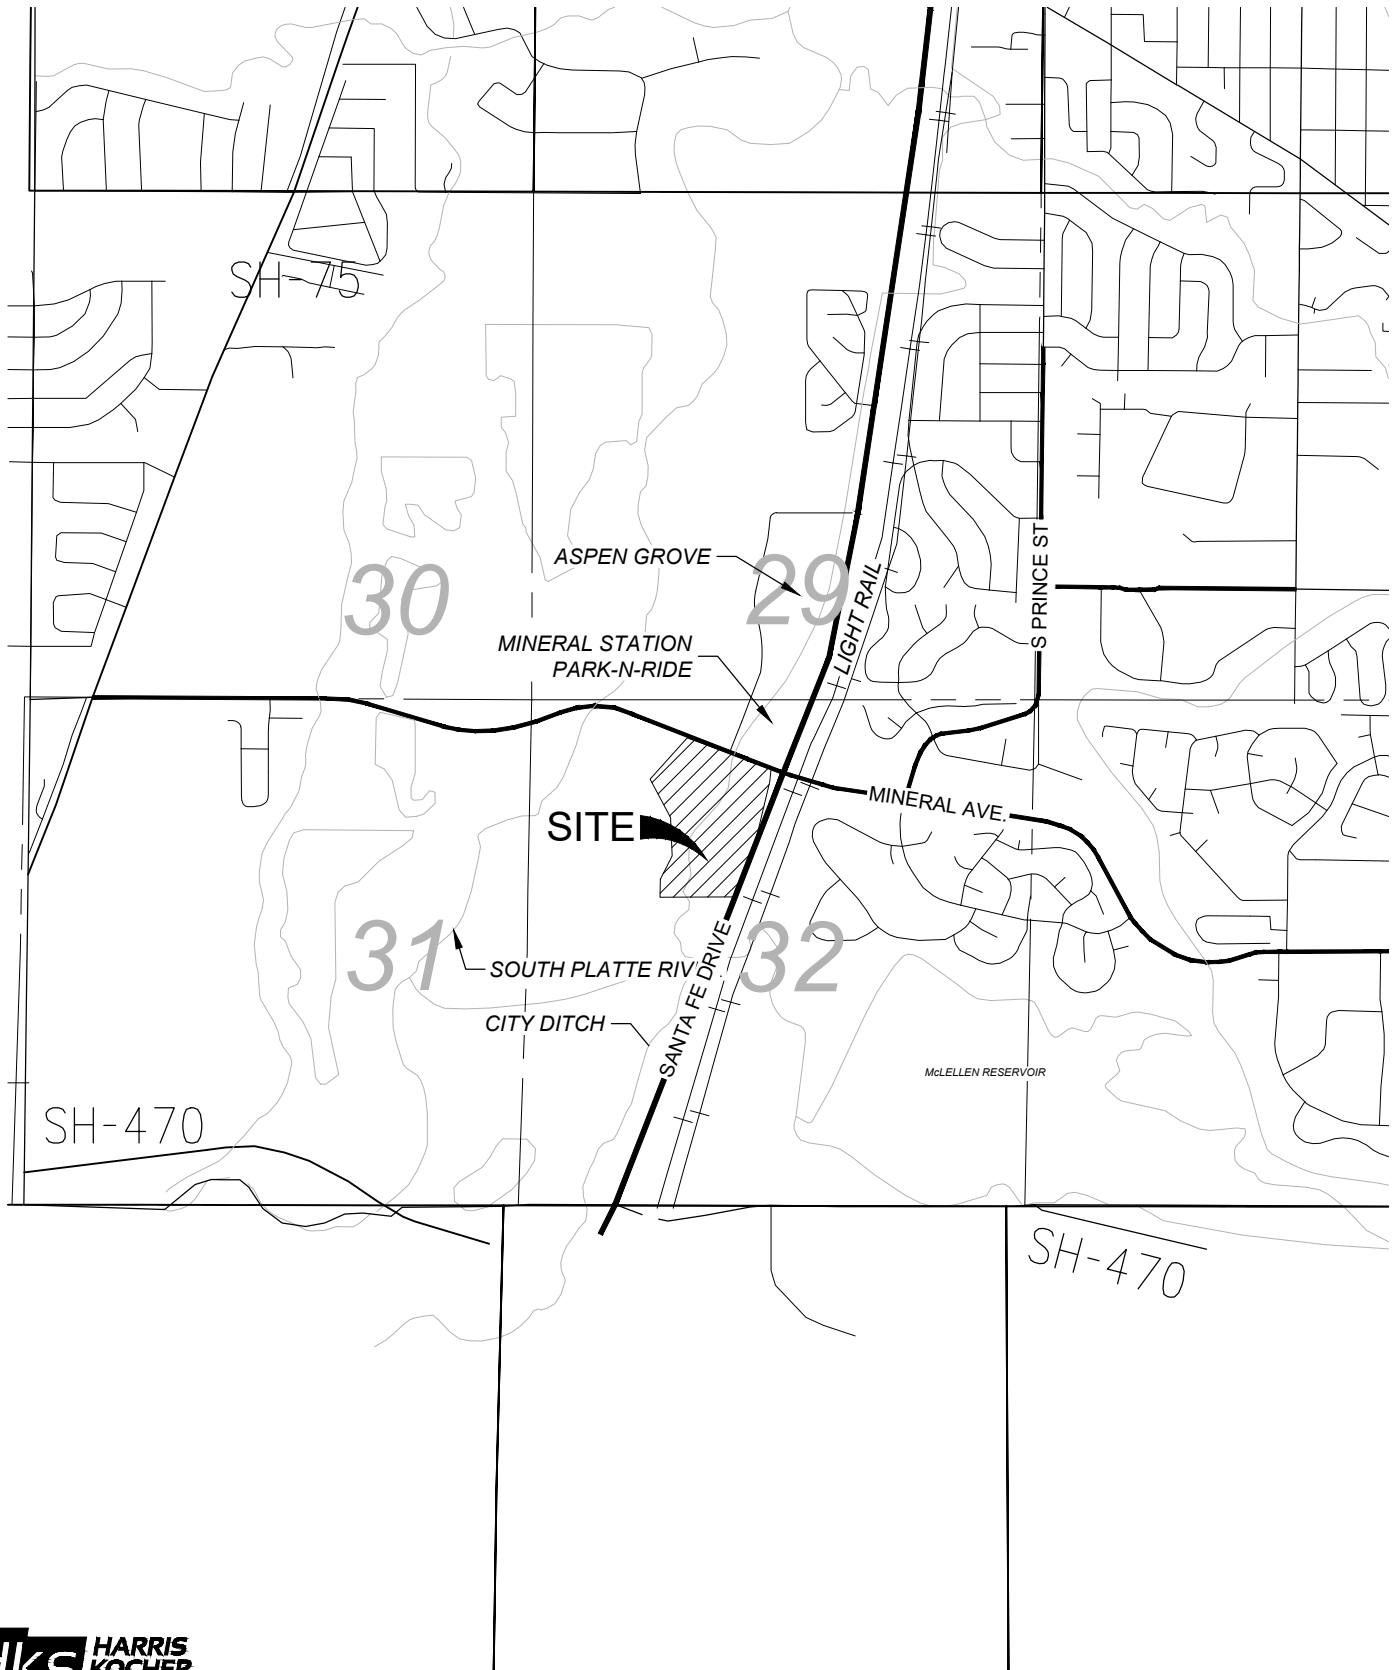 SH-75
ASPEN GROVE
30
29
LIGHT RAIL
S PRINCE ST
MINERAL STATION
PARK-N-RIDE
MINERAL AVE.
SITE
31
32
SOUTH PLATTE RIV
SANTA FE DRIVE
CITY DITCH
McLELLEN RESERVOIR
SH-470
SH-470
HARRIS
KOCHER